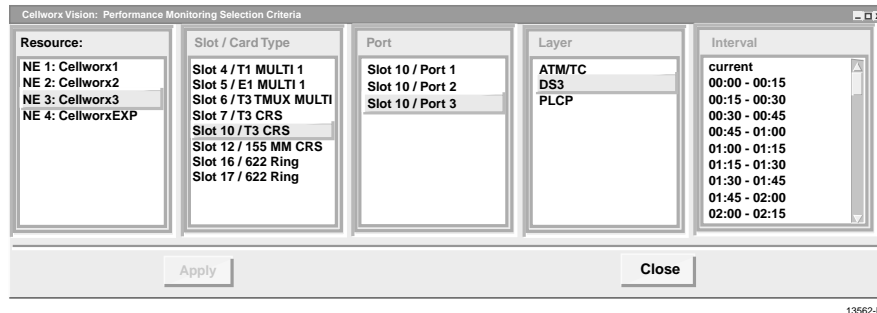 Cellworx Vision: Performance Monitoring Selection Criteria
Resource:
NE 1: Cellworx1
NE 2: Cellworx2
NE 3: Cellworx3
NE 4: CellworxEXP
Slot / Card Type
Slot 4 / T1 MULTI 1
Slot 5 / E1 MULTI 1
Slot 6 / T3 TMUX MULTI
Slot 7 / T3 CRS
Slot 10 / T3 CRS
Slot 12 / 155 MM CRS
Slot 16 / 622 Ring
Slot 17 / 622 Ring
Port
Slot 10 / Port 1
Slot 10 / Port 2
Slot 10 / Port 3
Layer
ATM/TC
DS3
PLCP
Interval
current
00:00 - 00:15
00:15 - 00:30
00:30 - 00:45
00:45 - 01:00
01:00 - 01:15
01:15 - 01:30
01:30 - 01:45
01:45 - 02:00
02:00 - 02:15
Apply
Close